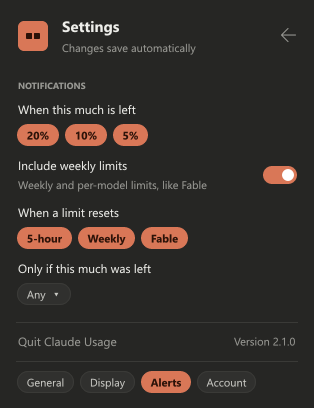 Settings
Changes save automatically
NOTIFICATIONS
When this much is left
20% 10% 5%
Include weekly limits
Weekly and per-model limits, like Fable
When a limit resets
5-hour Weekly Fable
Only if this much was left
Any
Quit Claude Usage Version 2.1.0
General Display Alerts Account